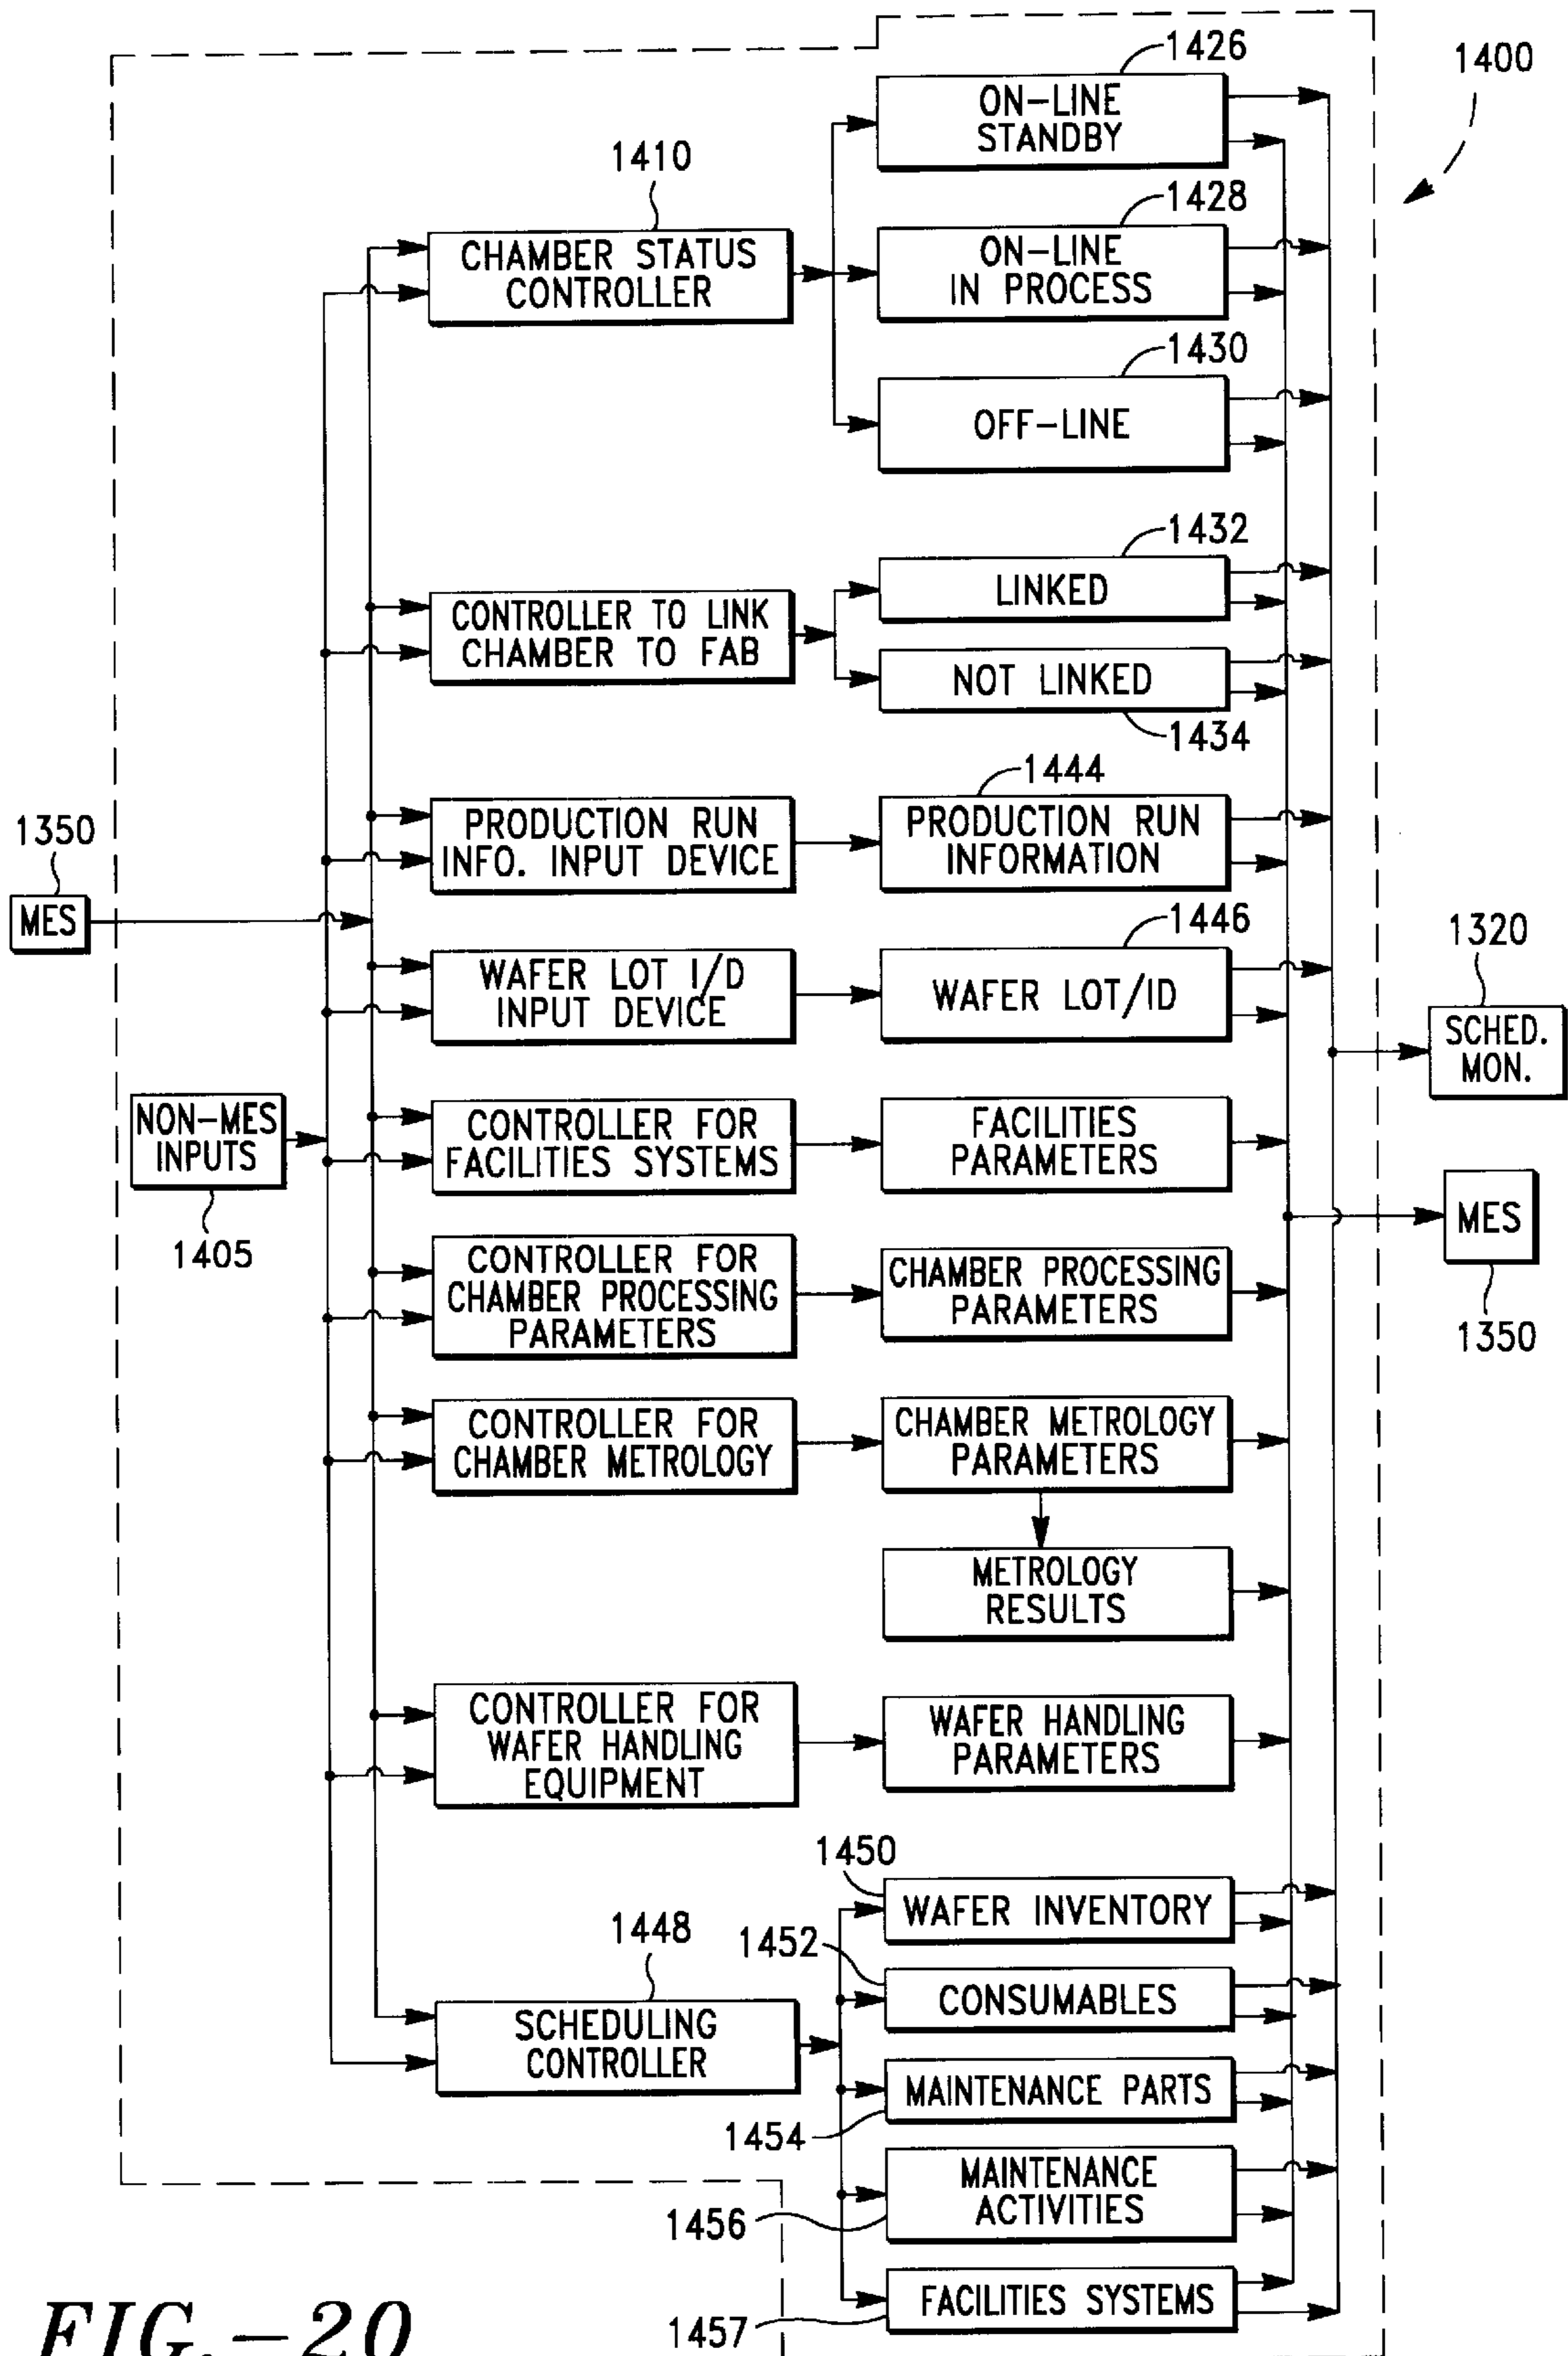 1426
1400
ON-LINE
STANDBY
1410
1428
CHAMBER STATUS
CONTROLLER
ON-LINE
IN PROCESS
1430
OFF-LINE
1432
CONTROLLER TO LINK
CHAMBER TO FAB
LINKED
NOT LINKED
1434
1444
1350
MES
PRODUCTION RUN
INFO. INPUT DEVICE
PRODUCTION RUN
INFORMATION
1446
WAFER LOT I/D
INPUT DEVICE
WAFER LOT/ID
1320
SCHED.
MON.
NON-MES
INPUTS
1405
CONTROLLER FOR
FACILITIES SYSTEMS
FACILITIES
PARAMETERS
MES
1350
CONTROLLER FOR
CHAMBER PROCESSING
PARAMETERS
CHAMBER PROCESSING
PARAMETERS
CONTROLLER FOR
CHAMBER METROLOGY
CHAMBER METROLOGY
PARAMETERS
METROLOGY
RESULTS
CONTROLLER FOR
WAFER HANDLING
EQUIPMENT
WAFER HANDLING
PARAMETERS
1450
WAFER INVENTORY
1448
1452
SCHEDULING
CONTROLLER
CONSUMABLES
MAINTENANCE PARTS
1454
MAINTENANCE
ACTIVITIES
1456
FACILITIES SYSTEMS
1457
FIG.-20